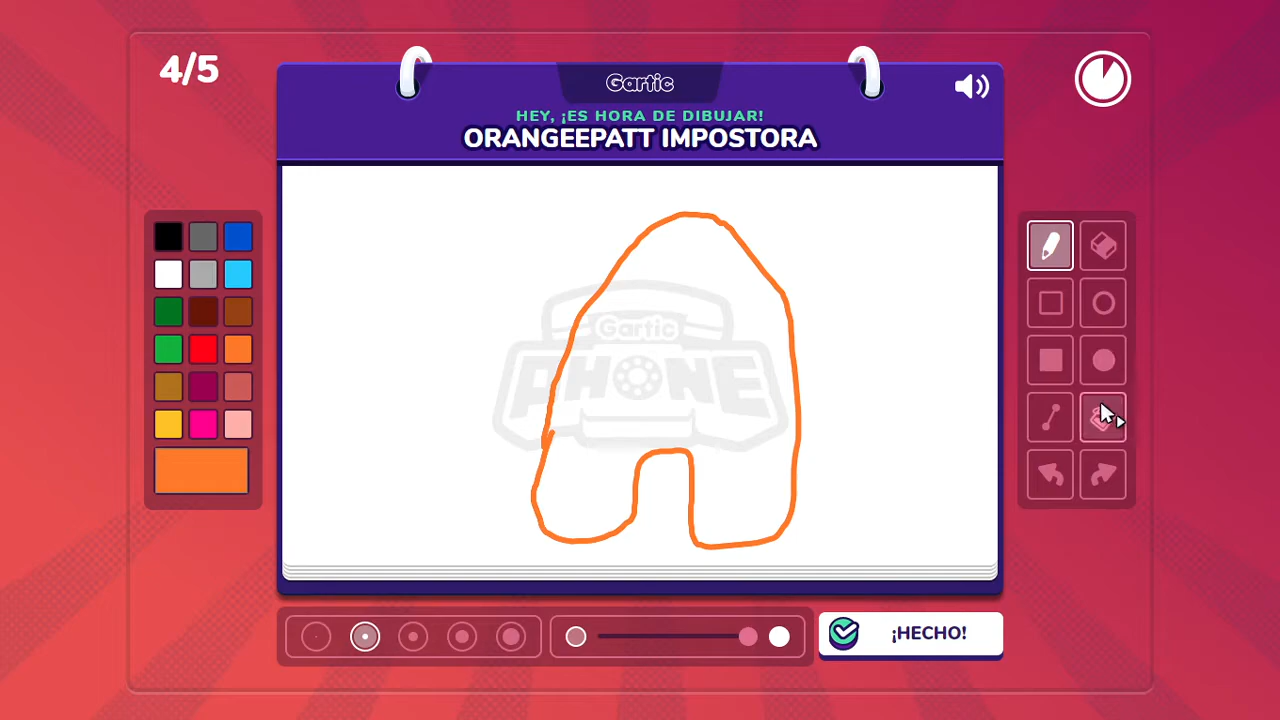 4/5
Gartic
HEY, ¡ES HORA DE DIBUJAR!
ORANGEEPATT IMPOSTORA
Gartic
PHONE
¡HECHO!